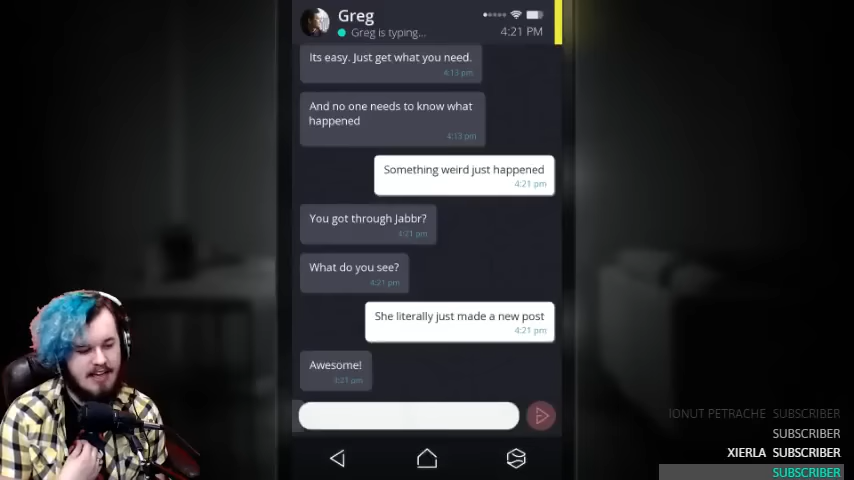 Greg
Greg is typing...
4:21 PM
Its easy. Just get what you need.
4:13 pm
And no one needs to know what
happened
4:13 pm
Something weird just happened
4:21 pm
You got through Jabbr?
4:21 pm
What do you see?
4:21 pm
She literally just made a new post
4:21 pm
Awesome!
4:21 pm
IONUT PETRACHE SUBSCRIBER
SUBSCRIBER
XIERLA SUBSCRIBER
SUBSCRIBER